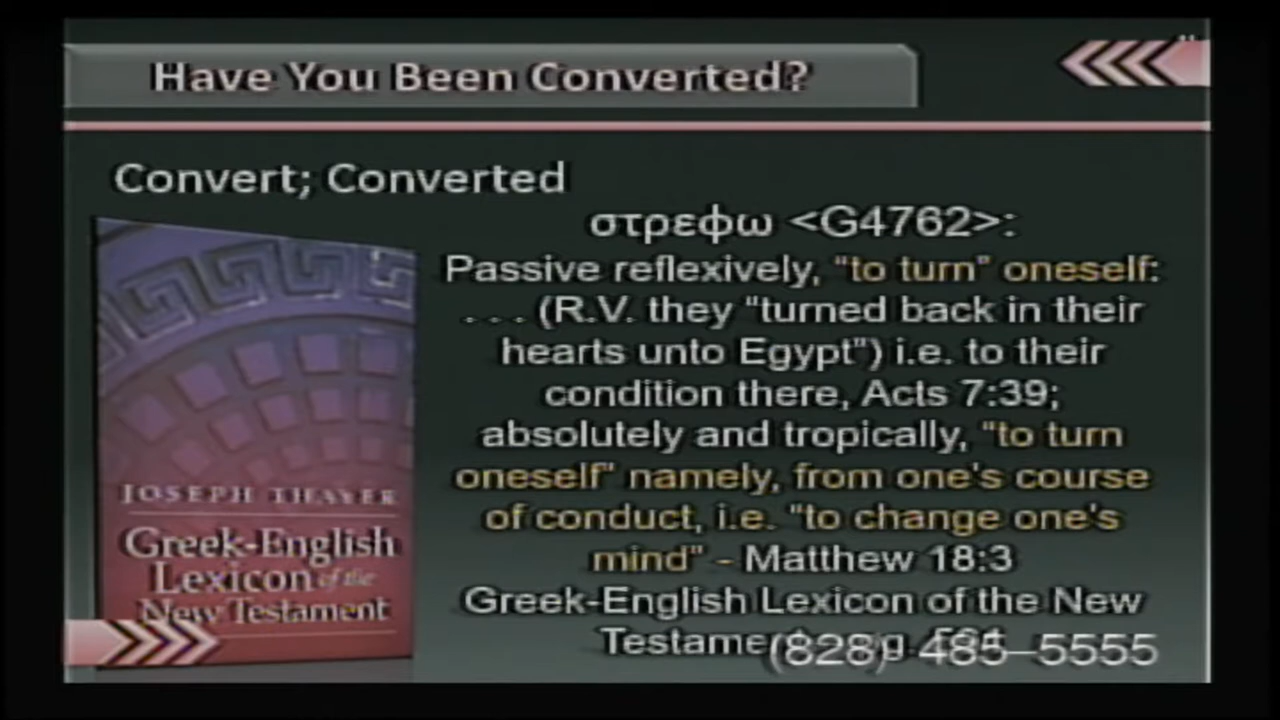 Have You Been Converted?
Convert; Converted
στρεφω <G4762>:
Passive reflexively, "to turn" oneself:
. . . (R.V. they "turned back in their
hearts unto Egypt") i.e. to their
condition there, Acts 7:39;
absolutely and tropically, "to turn
oneself" namely, from one's course
of conduct, i.e. "to change one's
mind" - Matthew 18:3
Greek-English Lexicon of the New
(828) 485–5555
JOSEPH THAYER
Greek-English
Lexicon of the
New Testament